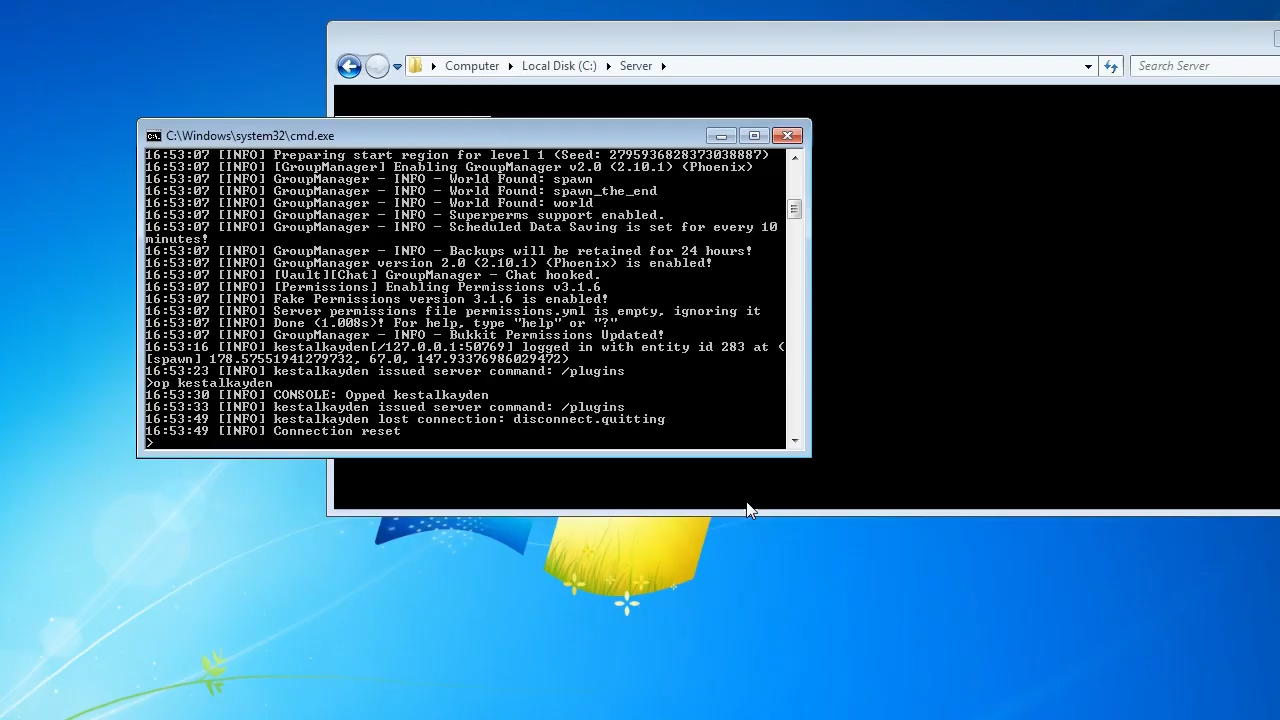 Computer ▸ Local Disk (C:) ▸ Server ▸
Search Server
C:\Windows\system32\cmd.exe
16:53:07 [INFO] Preparing start region for level 1 (Seed: 2795936828373038887)
16:53:07 [INFO] [GroupManager] Enabling GroupManager v2.0 (2.10.1) (Phoenix)
16:53:07 [INFO] GroupManager - INFO - World Found: spawn
16:53:07 [INFO] GroupManager - INFO - World Found: spawn_the_end
16:53:07 [INFO] GroupManager - INFO - World Found: world
16:53:07 [INFO] GroupManager - INFO - Superperms support enabled.
16:53:07 [INFO] GroupManager - INFO - Scheduled Data Saving is set for every 10
minutes!
16:53:07 [INFO] GroupManager - INFO - Backups will be retained for 24 hours!
16:53:07 [INFO] GroupManager version 2.0 (2.10.1) (Phoenix) is enabled!
16:53:07 [INFO] [Vault][Chat] GroupManager - Chat hooked.
16:53:07 [INFO] [Permissions] Enabling Permissions v3.1.6
16:53:07 [INFO] Fake Permissions version 3.1.6 is enabled!
16:53:07 [INFO] Server permissions file permissions.yml is empty, ignoring it
16:53:07 [INFO] Done (1.008s)! For help, type "help" or "?"
16:53:07 [INFO] GroupManager - INFO - Bukkit Permissions Updated!
16:53:16 [INFO] kestalkayden[/127.0.0.1:50769] logged in with entity id 283 at (
[spawn] 178.57551941279732, 67.0, 147.93376986029472)
16:53:23 [INFO] kestalkayden issued server command: /plugins
>op kestalkayden
16:53:30 [INFO] CONSOLE: Opped kestalkayden
16:53:33 [INFO] kestalkayden issued server command: /plugins
16:53:49 [INFO] kestalkayden lost connection: disconnect.quitting
16:53:49 [INFO] Connection reset
>